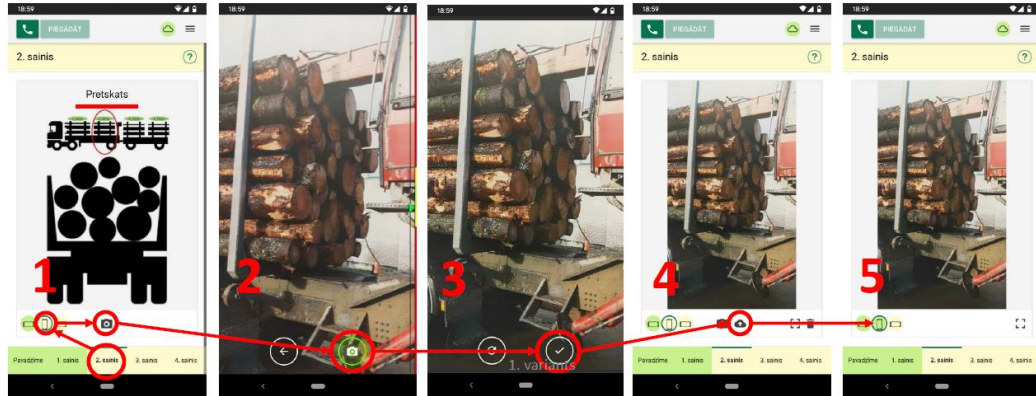 18:59
PIEGĀDĀT
2. sainis
?
Pretskats
1
Pavadzīme 1. sainis 2. sainis 3. sainis 4. sainis
18:59
2
18:59
3
1. variants
18:59
PIEGĀDĀT
2. sainis
?
4
Pavadzīme 1. sainis 2. sainis 3. sainis 4. sainis
18:59
PIEGĀDĀT
2. sainis
?
5
Pavadzīme 1. sainis 2. sainis 3. sainis 4. sainis